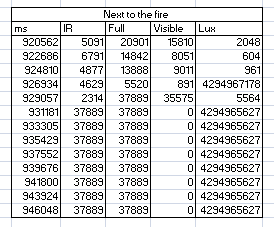 Next to the fire
ms IR Full Visible Lux
920562 5091 20901 15810 2048
922686 6791 14842 8051 604
924810 4877 13888 9011 961
926934 4629 5520 891 4294967178
929057 2314 37889 35575 5564
931181 37889 37889 0 4294965627
933305 37889 37889 0 4294965627
935429 37889 37889 0 4294965627
937552 37889 37889 0 4294965627
939676 37889 37889 0 4294965627
941800 37889 37889 0 4294965627
943924 37889 37889 0 4294965627
946048 37889 37889 0 4294965627